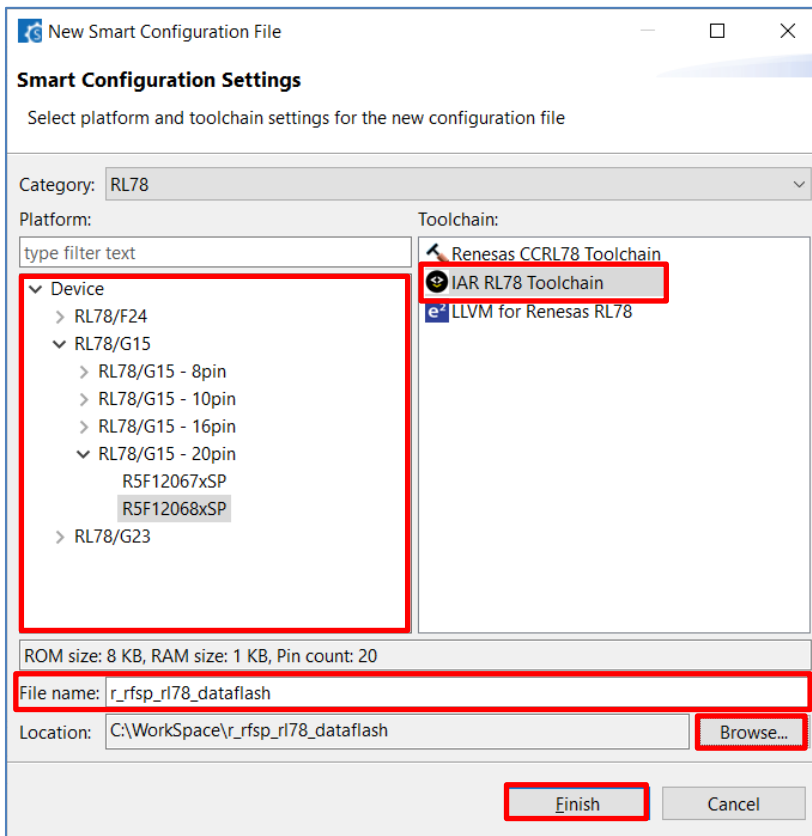 New Smart Configuration File
Smart Configuration Settings
Select platform and toolchain settings for the new configuration file
Category: RL78
Platform:
Toolchain:
type filter text
Device
RL78/F24
RL78/G15
RL78/G15 - 8pin
RL78/G15 - 10pin
RL78/G15 - 16pin
RL78/G15 - 20pin
R5F12067xSP
R5F12068xSP
RL78/G23
Renesas CCRL78 Toolchain
IAR RL78 Toolchain
e² LLVM for Renesas RL78
ROM size: 8 KB, RAM size: 1 KB, Pin count: 20
File name: r_rfsp_rl78_dataflash
Location: C:\WorkSpace\r_rfsp_rl78_dataflash Browse...
Finish Cancel